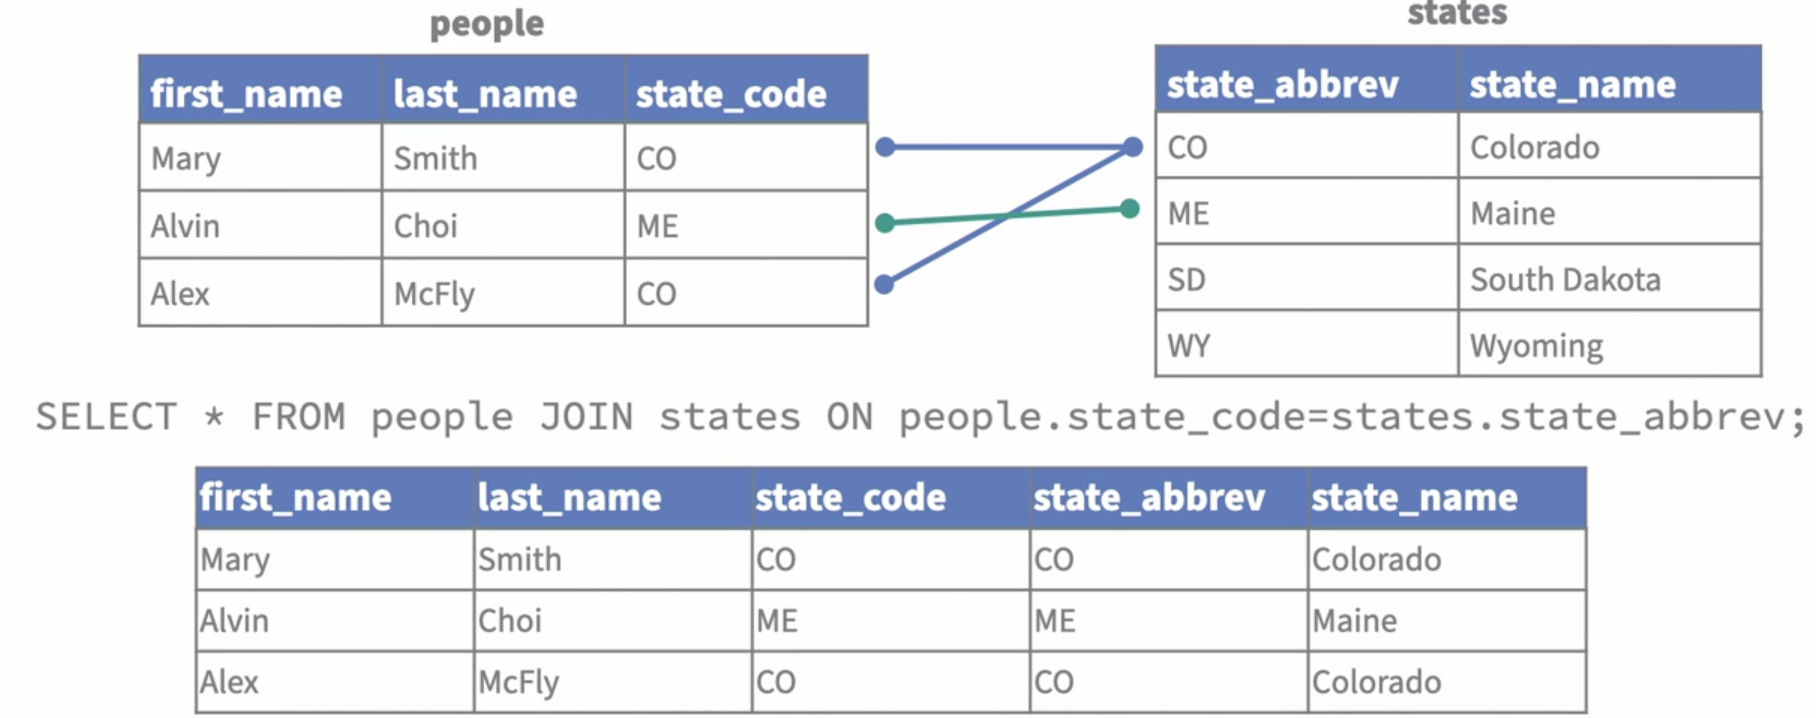 people
first_name last_name state_code
Mary Smith CO
Alvin Choi ME
Alex McFly CO
states
state_abbrev state_name
CO Colorado
ME Maine
SD South Dakota
WY Wyoming
SELECT * FROM people JOIN states ON people.state_code=states.state_abbrev;
first_name last_name state_code state_abbrev state_name
Mary Smith CO CO Colorado
Alvin Choi ME ME Maine
Alex McFly CO CO Colorado